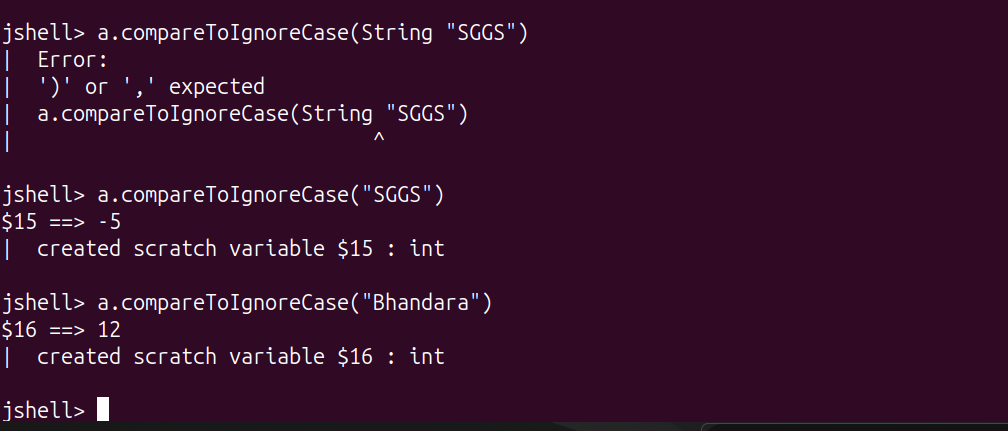 jshell> a.compareToIgnoreCase(String "SGGS")
|  Error:
|  ')' or ',' expected
|  a.compareToIgnoreCase(String "SGGS")
|                              ^
jshell> a.compareToIgnoreCase("SGGS")
$15 ==> -5
|  created scratch variable $15 : int
jshell> a.compareToIgnoreCase("Bhandara")
$16 ==> 12
|  created scratch variable $16 : int
jshell>